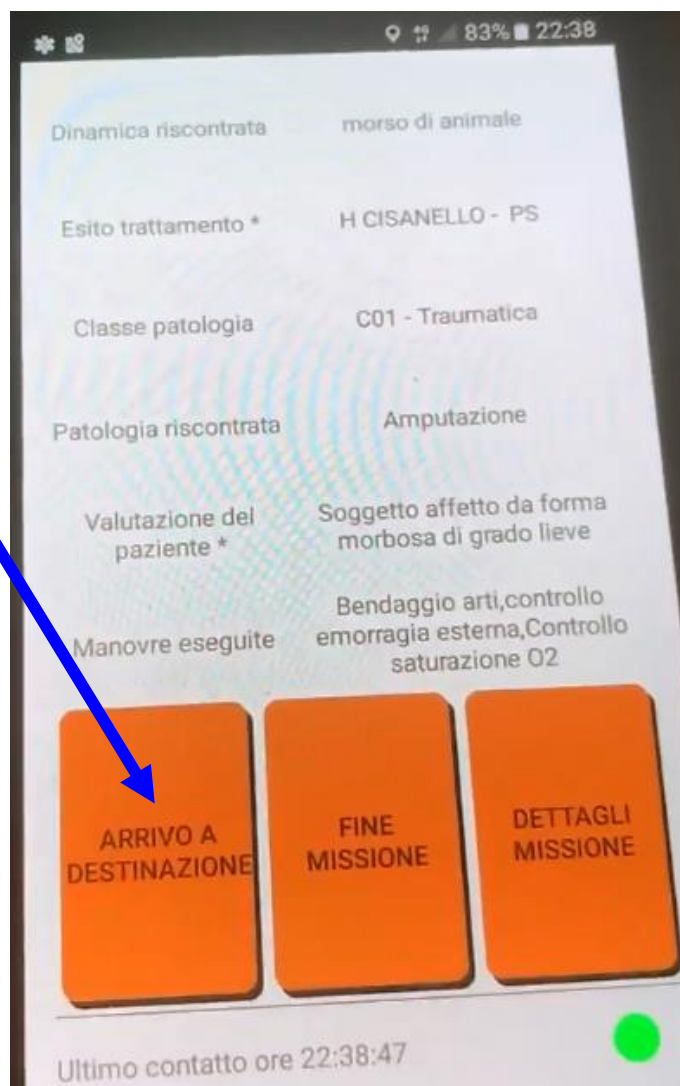 83% 22:38
Dinamica riscontrata morso di animale
Esito trattamento * H CISANELLO - PS
Classe patologia C01 - Traumatica
Patologia riscontrata Amputazione
Valutazione del paziente * Soggetto affetto da forma
morbosa di grado lieve
Manovre eseguite Bendaggio arti,controllo
emorragia esterna,Controllo
saturazione O2
ARRIVO A
DESTINAZIONE
FINE
MISSIONE
DETTAGLI
MISSIONE
Ultimo contatto ore 22:38:47